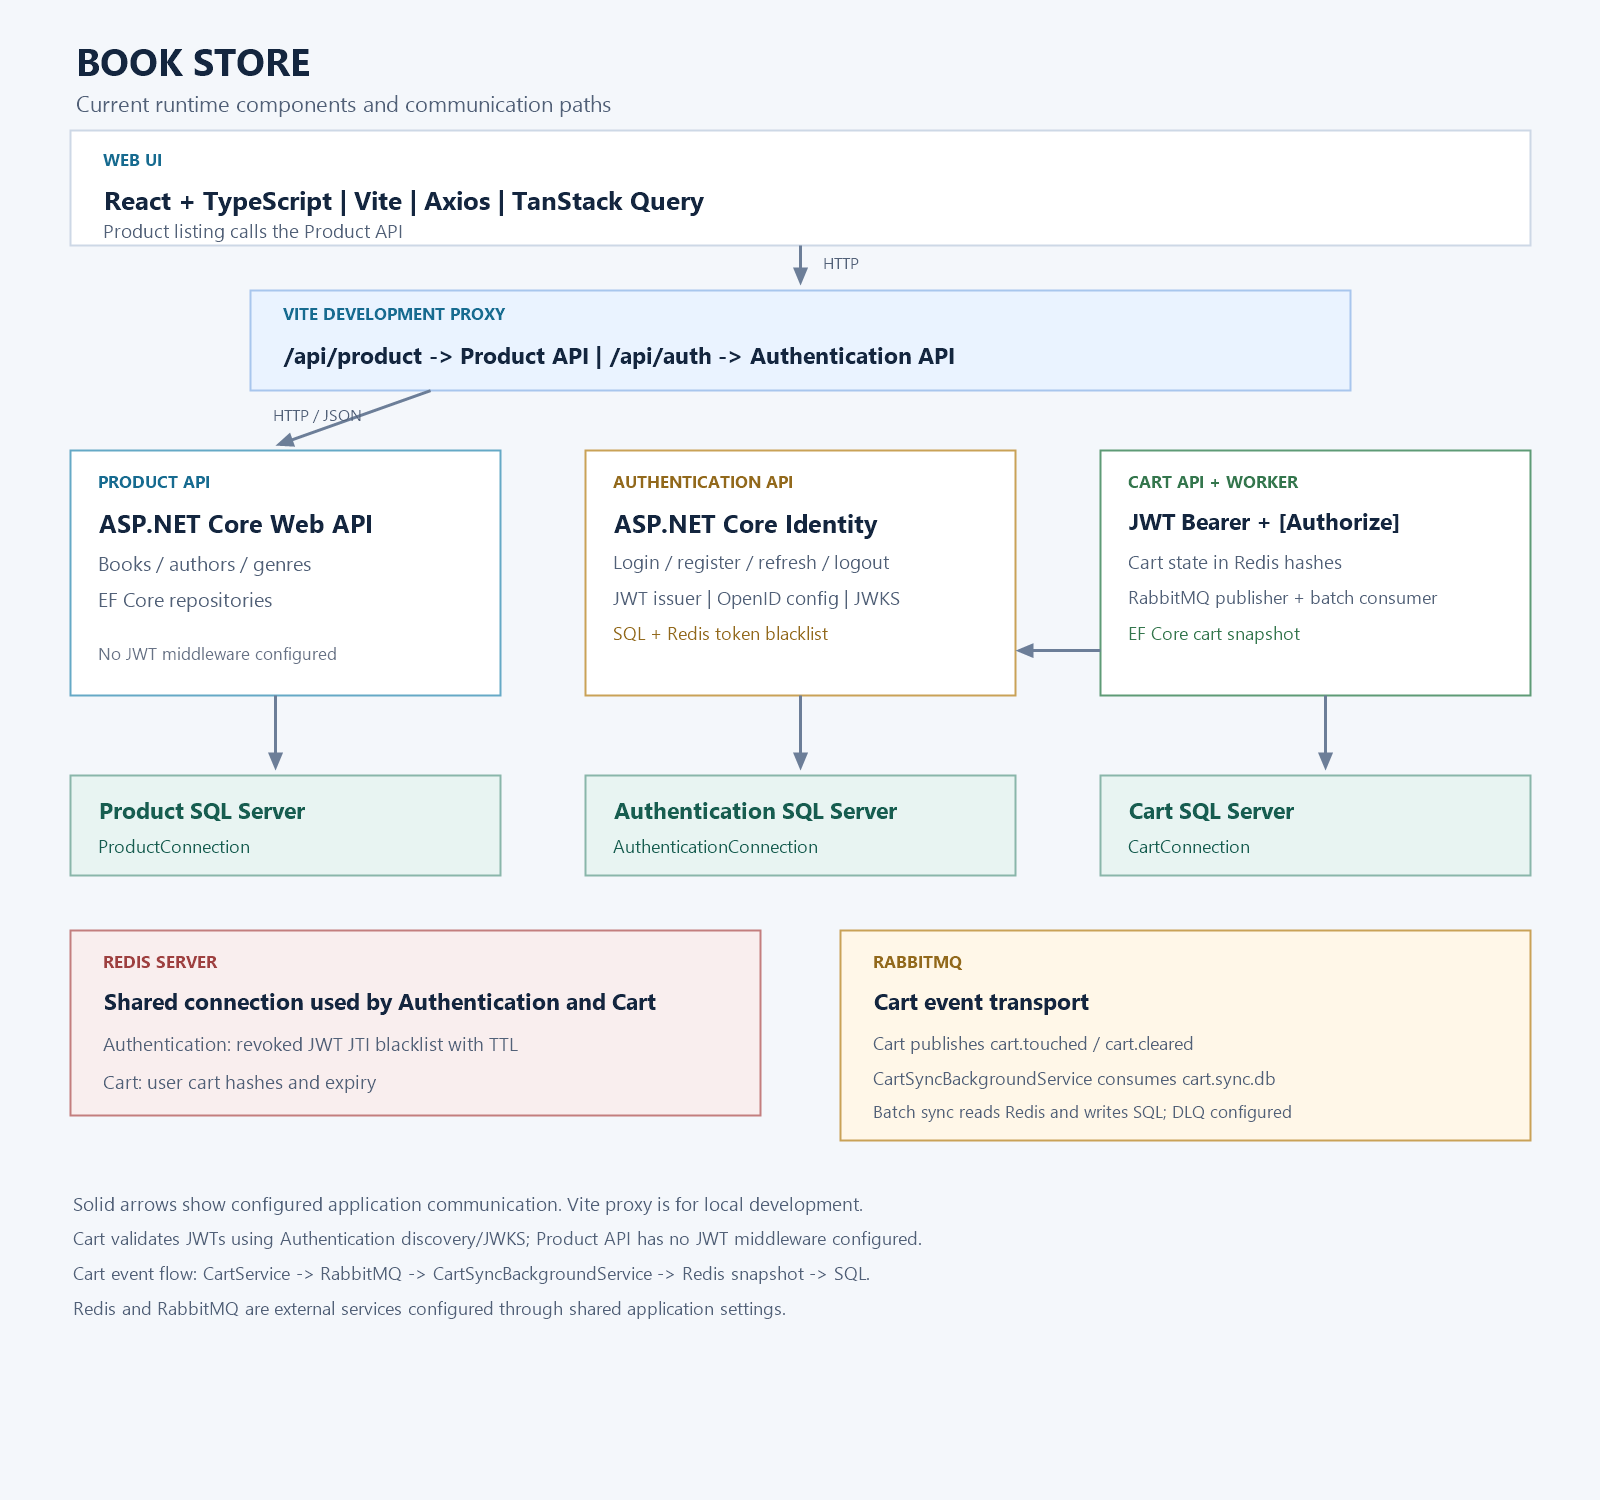 BOOK STORE
Current runtime components and communication paths
WEB UI
React + TypeScript | Vite | Axios | TanStack Query
Product listing calls the Product API
HTTP
VITE DEVELOPMENT PROXY
/api/product -> Product API | /api/auth -> Authentication API
HTTP / JSON
PRODUCT API
ASP.NET Core Web API
Books / authors / genres
EF Core repositories
No JWT middleware configured
AUTHENTICATION API
ASP.NET Core Identity
Login / register / refresh / logout
JWT issuer | OpenID config | JWKS
SQL + Redis token blacklist
CART API + WORKER
JWT Bearer + [Authorize]
Cart state in Redis hashes
RabbitMQ publisher + batch consumer
EF Core cart snapshot
Product SQL Server
ProductConnection
Authentication SQL Server
AuthenticationConnection
Cart SQL Server
CartConnection
REDIS SERVER
Shared connection used by Authentication and Cart
Authentication: revoked JWT JTI blacklist with TTL
Cart: user cart hashes and expiry
RABBITMQ
Cart event transport
Cart publishes cart.touched / cart.cleared
CartSyncBackgroundService consumes cart.sync.db
Batch sync reads Redis and writes SQL; DLQ configured
Solid arrows show configured application communication. Vite proxy is for local development.
Cart validates JWTs using Authentication discovery/JWKS; Product API has no JWT middleware configured.
Cart event flow: CartService -> RabbitMQ -> CartSyncBackgroundService -> Redis snapshot -> SQL.
Redis and RabbitMQ are external services configured through shared application settings.